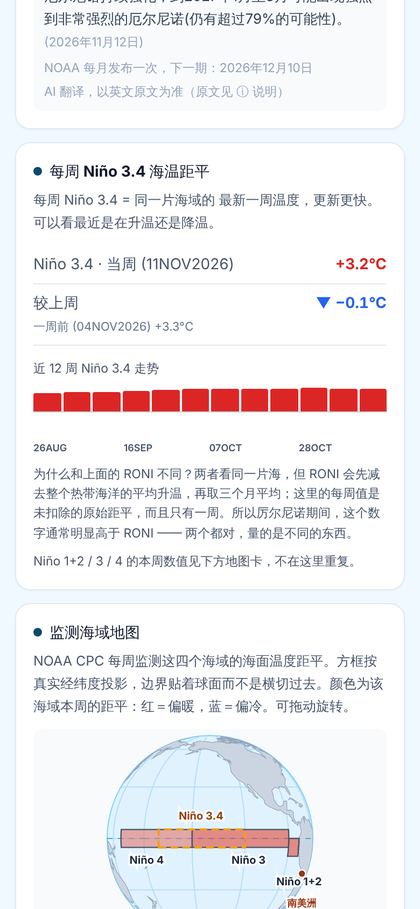 到非常强烈的厄尔尼诺(仍有超过79%的可能性)。
(2026年11月12日)
NOAA 每月发布一次，下一期：2026年12月10日
AI 翻译，以英文原文为准（原文见 ⓘ 说明）
每周 Niño 3.4 海温距平
每周 Niño 3.4 = 同一片海域的 最新一周温度，更新更快。
可以看最近是在升温还是降温。
Niño 3.4 · 当周 (11NOV2026) +3.2°C
较上周 ▼ −0.1°C
一周前 (04NOV2026) +3.3°C
近 12 周 Niño 3.4 走势
26AUG 16SEP 07OCT 28OCT
为什么和上面的 RONI 不同？两者看同一片海，但 RONI 会先减
去整个热带海洋的平均升温，再取三个月平均；这里的每周值是
未扣除的原始距平，而且只有一周。所以厄尔尼诺期间，这个数
字通常明显高于 RONI —— 两个都对，量的是不同的东西。
Niño 1+2 / 3 / 4 的本周数值见下方地图卡，不在这里重复。
监测海域地图
NOAA CPC 每周监测这四个海域的海面温度距平。方框按
真实经纬度投影，边界贴着球面而不是横切过去。颜色为该
海域本周的距平：红＝偏暖，蓝＝偏冷。可拖动旋转。
Niño 3.4
Niño 4 Niño 3
Niño 1+2
南美洲